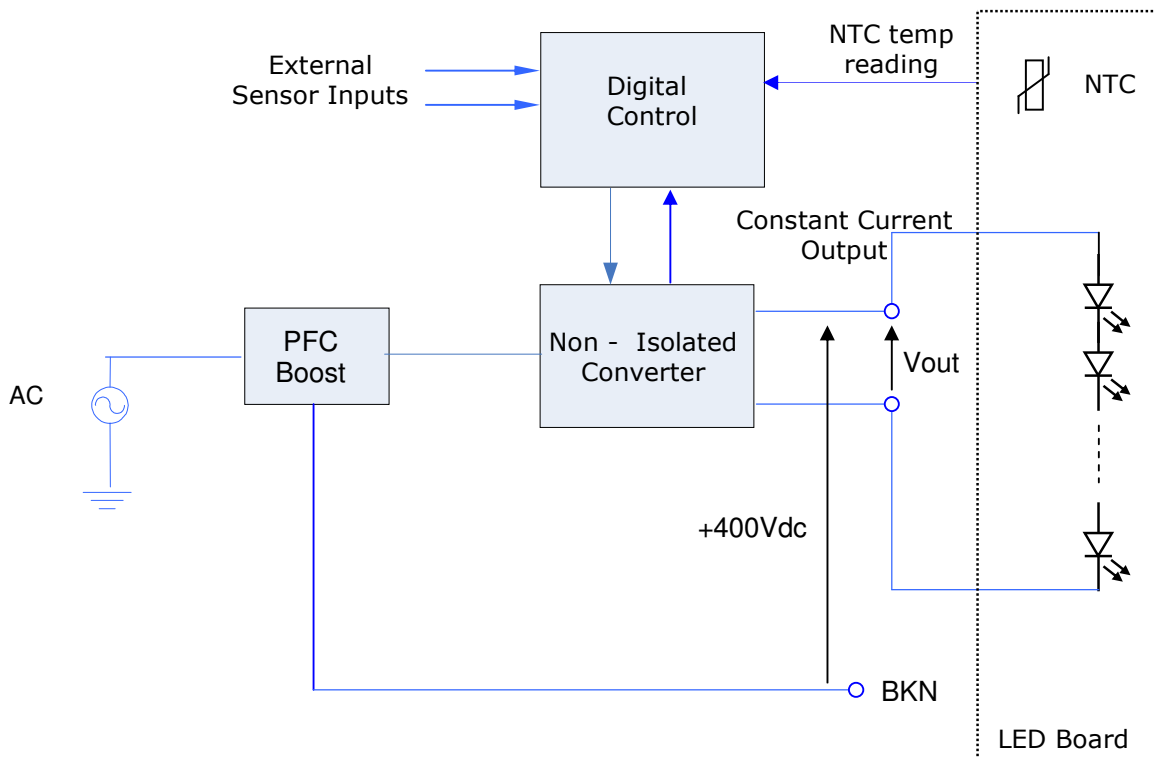 External
Sensor Inputs
Digital
Control
NTC temp
reading
NTC
Constant Current
Output
PFC
Boost
Non - Isolated
Converter
Vout
AC
+400Vdc
BKN
LED Board